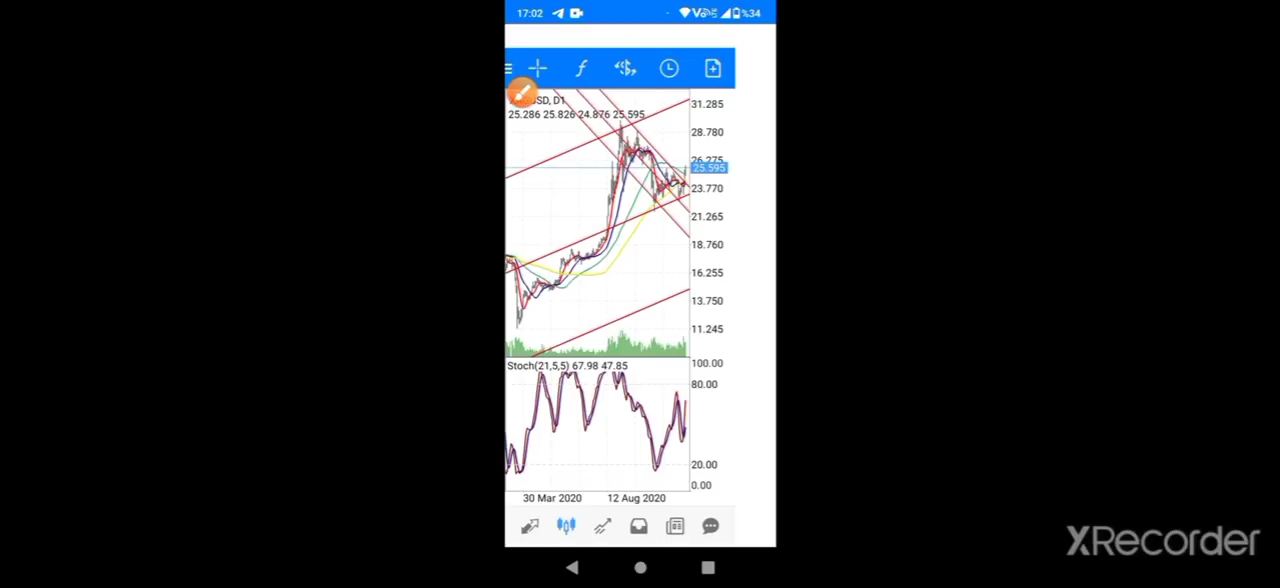 17:02 %34
f
SD, D1
25.286 25.826 24.876 25.595
31.285
28.780
26.275
25.595
23.770
21.265
18.760
16.255
13.750
11.245
Stoch(21,5,5) 67.98 47.85
100.00
80.00
20.00
0.00
30 Mar 2020 12 Aug 2020
XRecorder